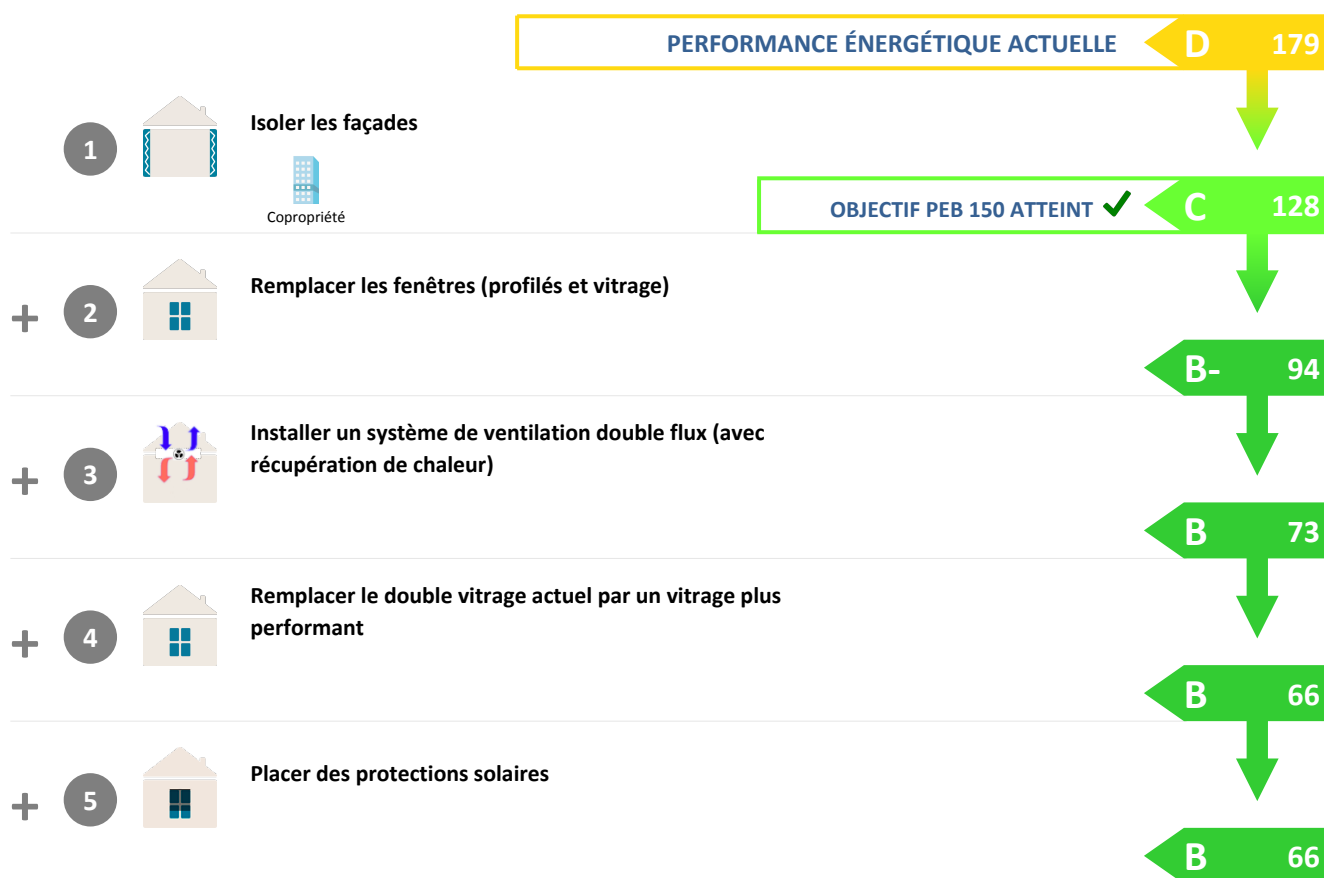 PERFORMANCE ÉNERGÉTIQUE ACTUELLE D 179
1 Isoler les façades
Copropriété
OBJECTIF PEB 150 ATTEINT ✔ C 128
+ 2 Remplacer les fenêtres (profilés et vitrage)
B- 94
+ 3 Installer un système de ventilation double flux (avec
récupération de chaleur)
B 73
+ 4 Remplacer le double vitrage actuel par un vitrage plus
performant
B 66
+ 5 Placer des protections solaires
B 66